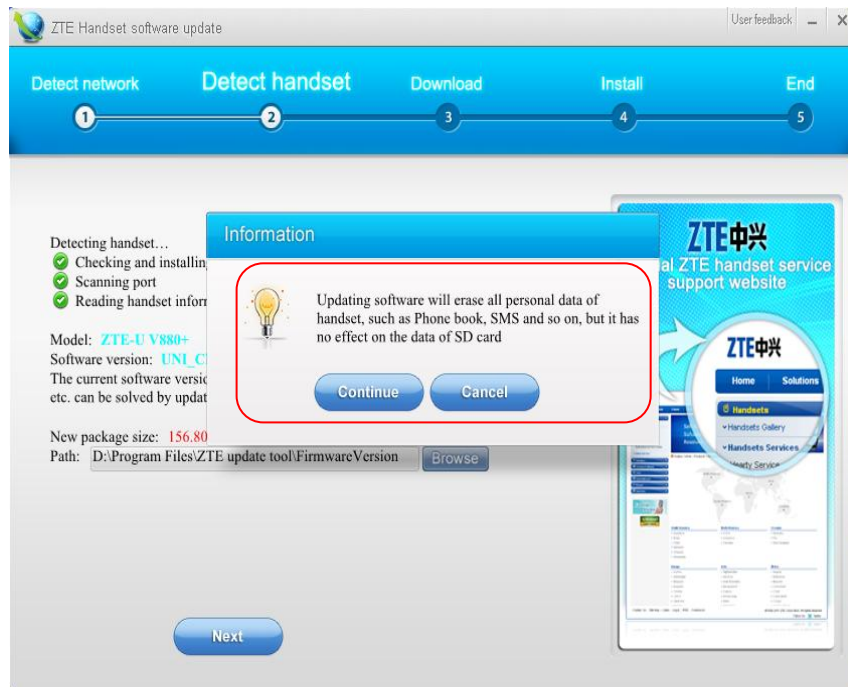 ZTE Handset software update
User feedback
Detect network
Detect handset
Download
Install
End
1
2
3
4
5
Detecting handset…
Checking and installin
Scanning port
Reading handset infor
Model: ZTE-U V880+
Software version: UNI_C
The current software versio
etc. can be solved by updat
New package size: 156.80
Path: D:\Program Files\ZTE update tool\FirmwareVersion
Browse
Next
Information
Updating software will erase all personal data of
handset, such as Phone book, SMS and so on, but it has
no effect on the data of SD card
Continue
Cancel
ZTE中兴
al ZTE handset service
support website
ZTE中兴
Home Solutions
Handsets
Handsets Gallery
Handsets Services
Hearty Service